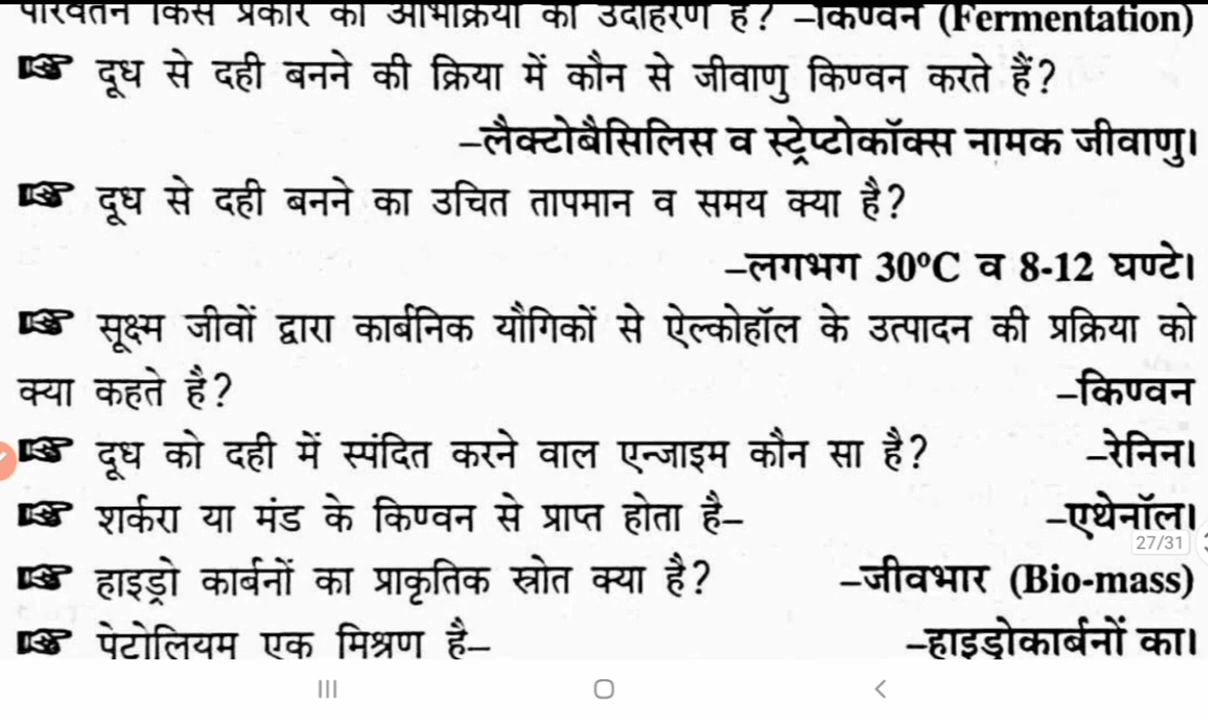 परिवर्तन किस प्रकार की अभिक्रिया का उदाहरण है? –किण्वन (Fermentation)
दूध से दही बनने की क्रिया में कौन से जीवाणु किण्वन करते हैं?
–लैक्टोबैसिलिस व स्ट्रेप्टोकॉक्स नामक जीवाणु।
दूध से दही बनने का उचित तापमान व समय क्या है?
–लगभग 30°C व 8-12 घण्टे।
सूक्ष्म जीवों द्वारा कार्बनिक यौगिकों से ऐल्कोहॉल के उत्पादन की प्रक्रिया को
क्या कहते है? –किण्वन
दूध को दही में स्पंदित करने वाल एन्जाइम कौन सा है? –रेनिन।
शर्करा या मंड के किण्वन से प्राप्त होता है– –एथेनॉल।
27/31
हाइड्रो कार्बनों का प्राकृतिक स्रोत क्या है? –जीवभार (Bio-mass)
पेट्रोलियम एक मिश्रण है– –हाइड्रोकार्बनों का।